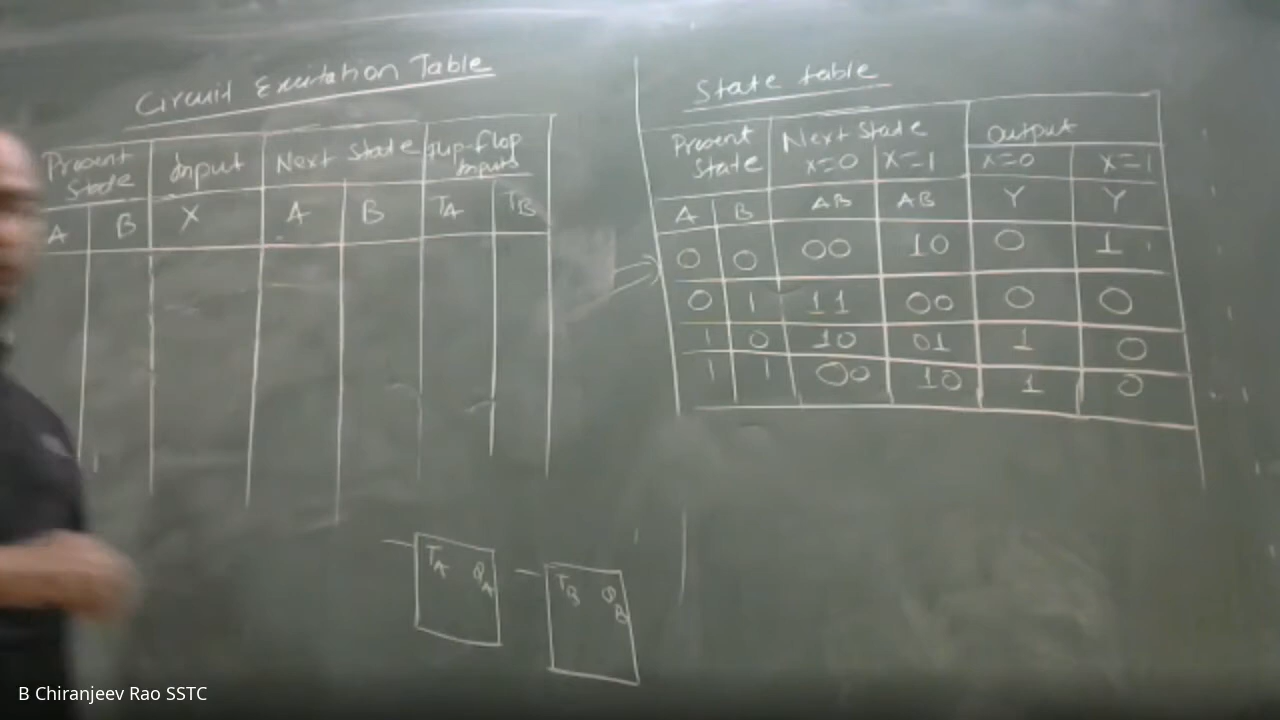 Circuit Excitation Table
Present State Input Next State flip-flop Inputs
A B X A B TA TB
State table
Present State Next State Output
x=0 x=1 x=0 x=1
A B AB AB Y Y
0 0 00 10 0 1
0 1 11 00 0 0
1 0 10 01 1 0
1 1 00 10 1 0
TA QA
TB QB
B Chiranjeev Rao SSTC